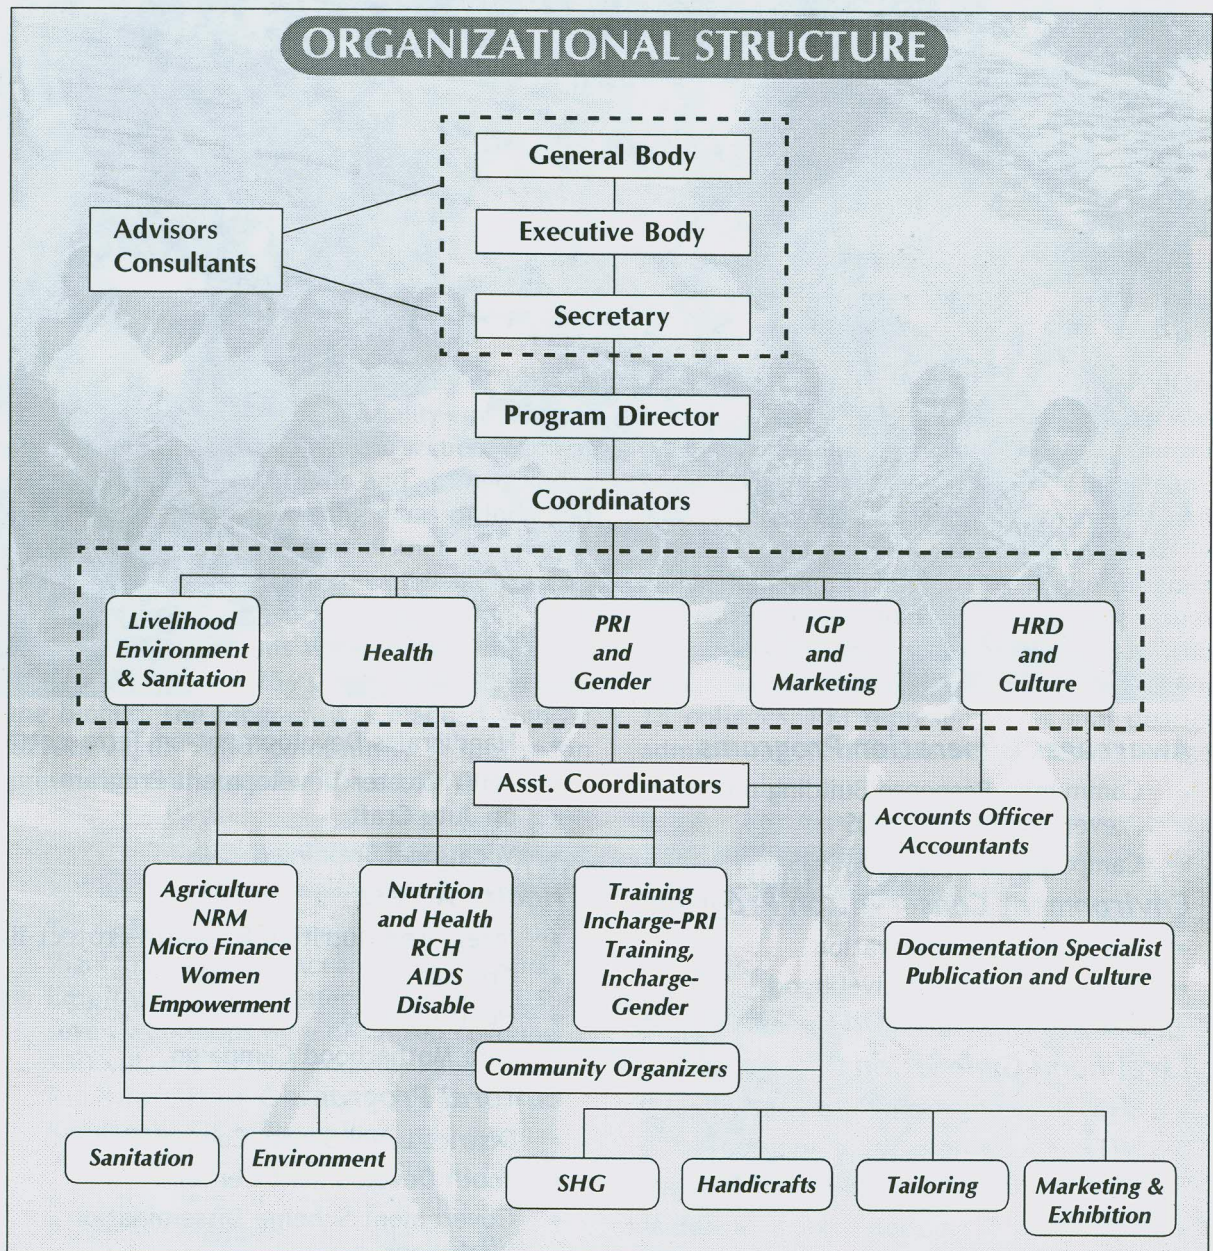 ORGANIZATIONAL STRUCTURE
General Body
Advisors
Consultants
Executive Body
Secretary
Program Director
Coordinators
Livelihood
Environment
& Sanitation
Health
PRI
and
Gender
IGP
and
Marketing
HRD
and
Culture
Asst. Coordinators
Accounts Officer
Accountants
Agriculture
NRM
Micro Finance
Women
Empowerment
Nutrition
and Health
RCH
AIDS
Disable
Training
Incharge-PRI
Training,
Incharge-
Gender
Documentation Specialist
Publication and Culture
Community Organizers
Sanitation
Environment
SHG
Handicrafts
Tailoring
Marketing &
Exhibition